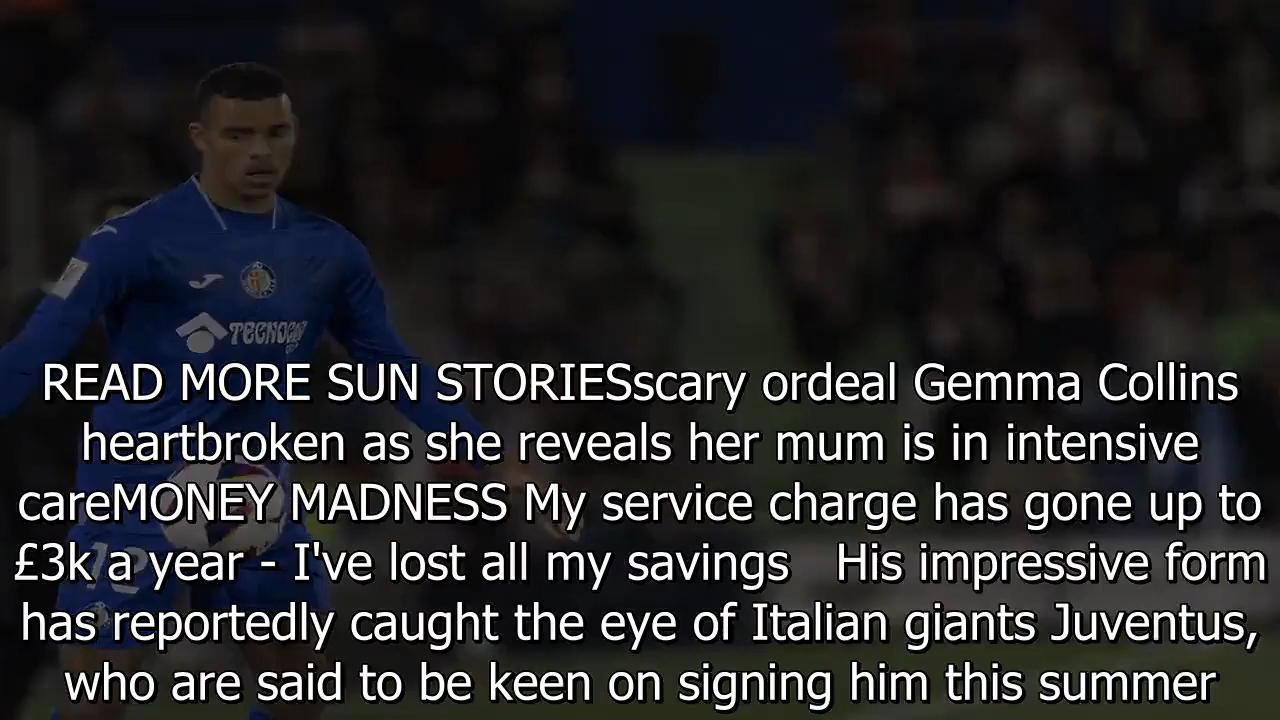 TECNOCA
READ MORE SUN STORIESscary ordeal Gemma Collins
heartbroken as she reveals her mum is in intensive
careMONEY MADNESS My service charge has gone up to
£3k a year - I've lost all my savings   His impressive form
has reportedly caught the eye of Italian giants Juventus,
who are said to be keen on signing him this summer
12